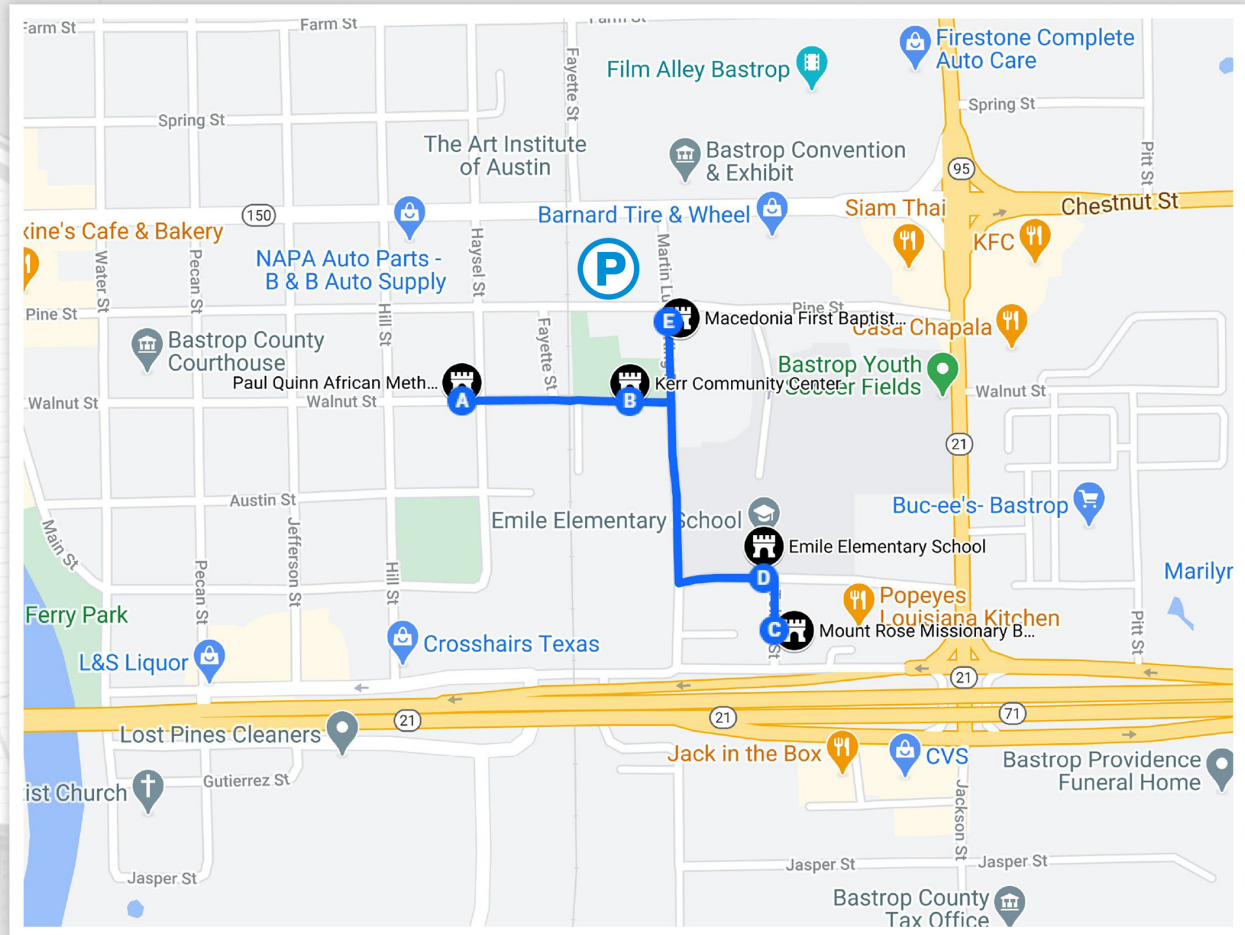 Farm St
Farm St
Farm St
Fayette St
Film Alley Bastrop
Firestone Complete
Auto Care
Spring St
Spring St
The Art Institute
of Austin
Bastrop Convention
& Exhibit
Pitt St
95
150
Barnard Tire & Wheel
Siam Thai
Chestnut St
xine's Cafe & Bakery
KFC
NAPA Auto Parts -
B & B Auto Supply
Haysel St
Martin Lu
P
Water St
Pecan St
Hill St
Pine St
Pine St
E
Macedonia First Baptist...
Casa Chapala
Bastrop County
Courthouse
Fayette St
Bastrop Youth
Soccer Fields
Paul Quinn African Meth...
Kerr Community Center
Walnut St
Walnut St
A
B
Walnut St
21
Austin St
Emile Elementary School
Buc-ee's- Bastrop
Main St
Jefferson St
Emile Elementary School
Pecan St
Hill St
D
Marilyn
Ferry Park
Popeyes
Louisiana Kitchen
C
Mount Rose Missionary B...
St
Pitt St
Crosshairs Texas
L&S Liquor
21
21
21
71
Lost Pines Cleaners
Jack in the Box
CVS
Bastrop Providence
Funeral Home
Gutierrez St
ist Church
Jackson St
Jasper St
Jasper St
Jasper St
Bastrop County
Tax Office